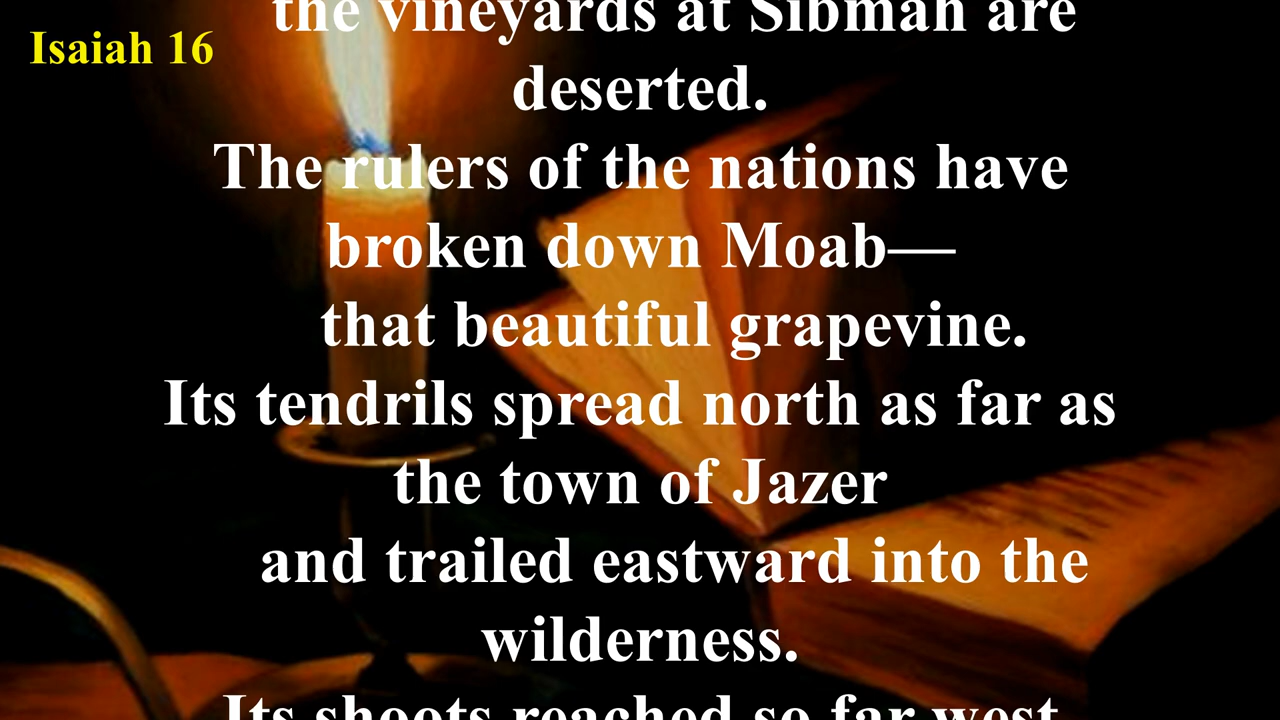 Isaiah 16
the vineyards at Sibmah are
deserted.
The rulers of the nations have
broken down Moab—
that beautiful grapevine.
Its tendrils spread north as far as
the town of Jazer
and trailed eastward into the
wilderness.
Its shoots reached so far west